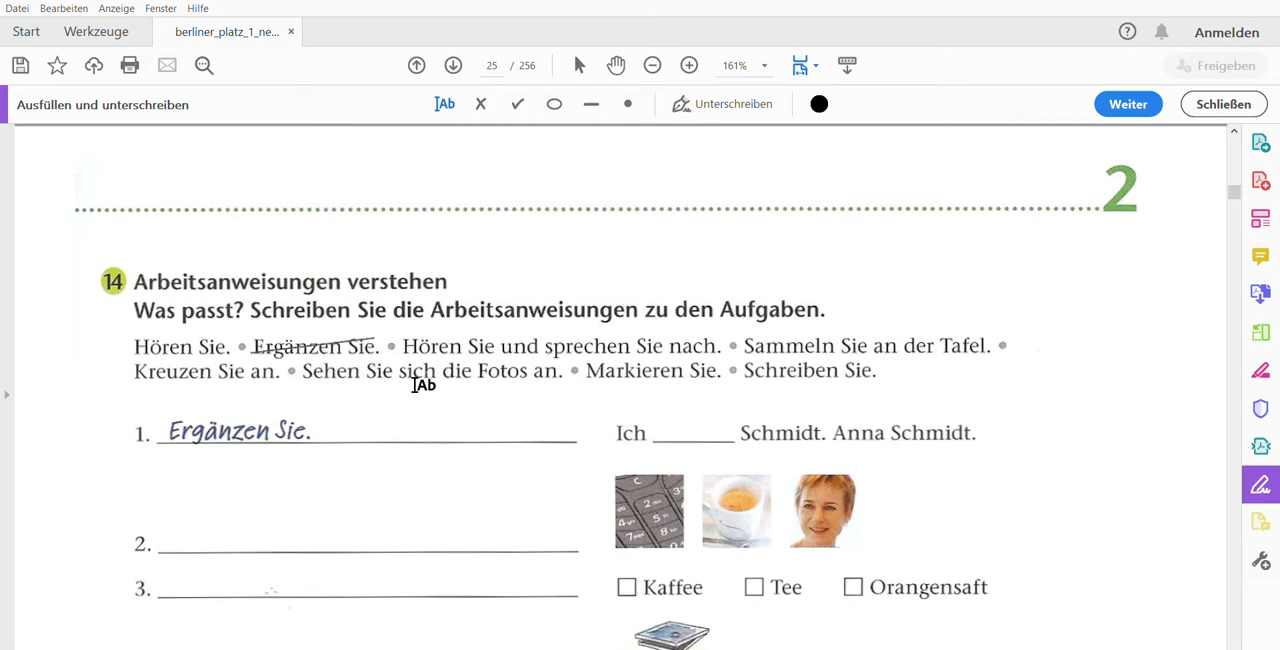 Datei Bearbeiten Anzeige Fenster Hilfe
Start Werkzeuge berliner_platz_1_ne... ×
? Anmelden
25 / 256 161% Freigeben
Ausfüllen und unterschreiben Ab Unterschreiben Weiter Schließen
2
14 Arbeitsanweisungen verstehen
Was passt? Schreiben Sie die Arbeitsanweisungen zu den Aufgaben.
Hören Sie. • Ergänzen Sie. • Hören Sie und sprechen Sie nach. • Sammeln Sie an der Tafel. •
Kreuzen Sie an. • Sehen Sie sich die Fotos an. • Markieren Sie. • Schreiben Sie.
Ab
1. Ergänzen Sie. Ich ________ Schmidt. Anna Schmidt.
2.
3. Kaffee Tee Orangensaft